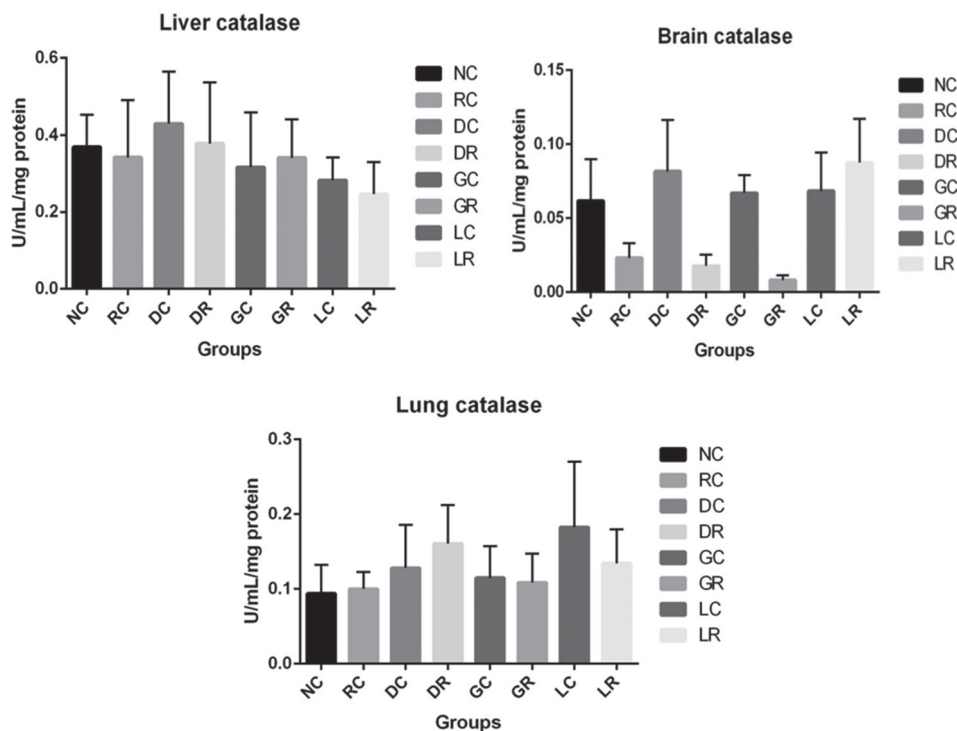 Liver catalase
U/mL/mg protein
0.6
0.4
0.2
0.0
NC
RC
DC
DR
GC
GR
LC
LR
Groups
NC
RC
DC
DR
GC
GR
LC
LR
Brain catalase
U/mL/mg protein
0.15
0.10
0.05
0.00
NC
RC
DC
DR
GC
GR
LC
LR
Groups
NC
RC
DC
DR
GC
GR
LC
LR
Lung catalase
U/mL/mg protein
0.3
0.2
0.1
0.0
NC
RC
DC
DR
GC
GR
LC
LR
Groups
NC
RC
DC
DR
GC
GR
LC
LR